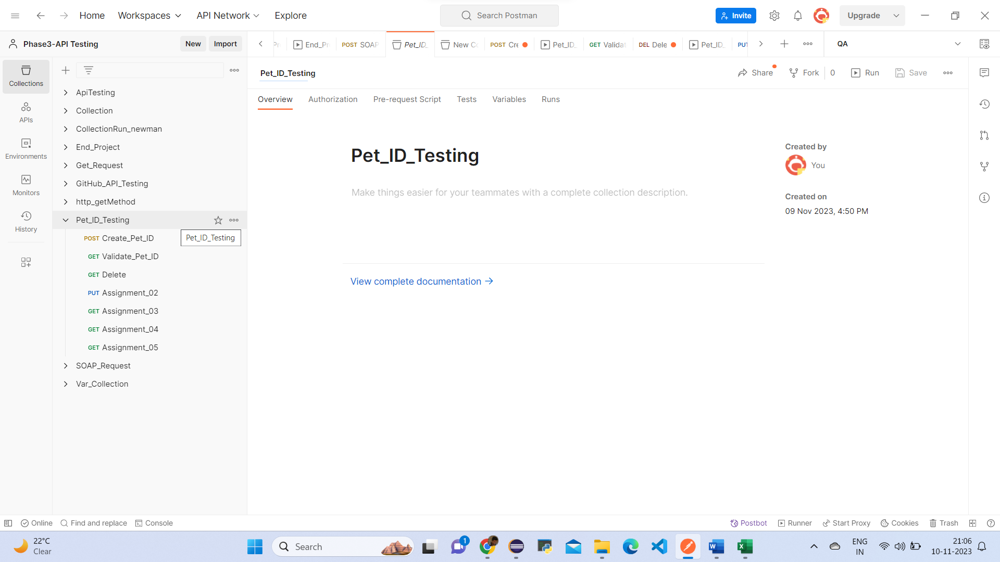 Home Workspaces API Network Explore Search Postman Invite Upgrade
Phase3-API Testing New Import End_Pr POST SOAP Pet_ID_ New Co POST Cre Pet_ID_ GET Validat DEL Dele Pet_ID_ PUT QA
Pet_ID_Testing Share Fork 0 Run Save
Overview Authorization Pre-request Script Tests Variables Runs
Collections
APIs
Environments
Monitors
History
ApiTesting
Collection
CollectionRun_newman
End_Project
Get_Request
GitHub_API_Testing
http_getMethod
Pet_ID_Testing
POST Create_Pet_ID
Pet_ID_Testing
GET Validate_Pet_ID
GET Delete
PUT Assignment_02
GET Assignment_03
GET Assignment_04
GET Assignment_05
SOAP_Request
Var_Collection
Pet_ID_Testing
Make things easier for your teammates with a complete collection description.
View complete documentation →
Created by
You
Created on
09 Nov 2023, 4:50 PM
Online Find and replace Console Postbot Runner Start Proxy Cookies Trash
22°C
Clear
Search
1
ENG
IN
21:06
10-11-2023